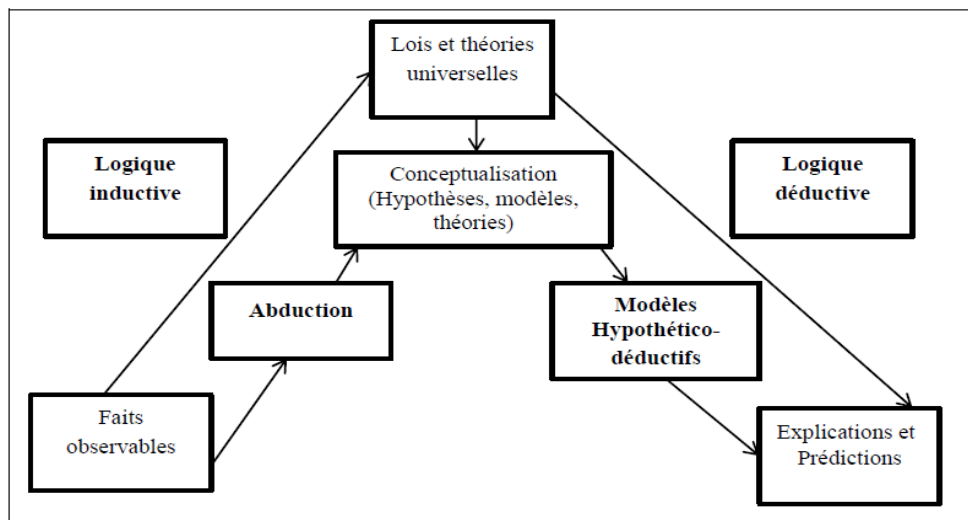 Lois et théories
universelles
Logique
inductive
Conceptualisation
(Hypothèses, modèles,
théories)
Logique
déductive
Abduction
Modèles
Hypothético-
déductifs
Faits
observables
Explications et
Prédictions